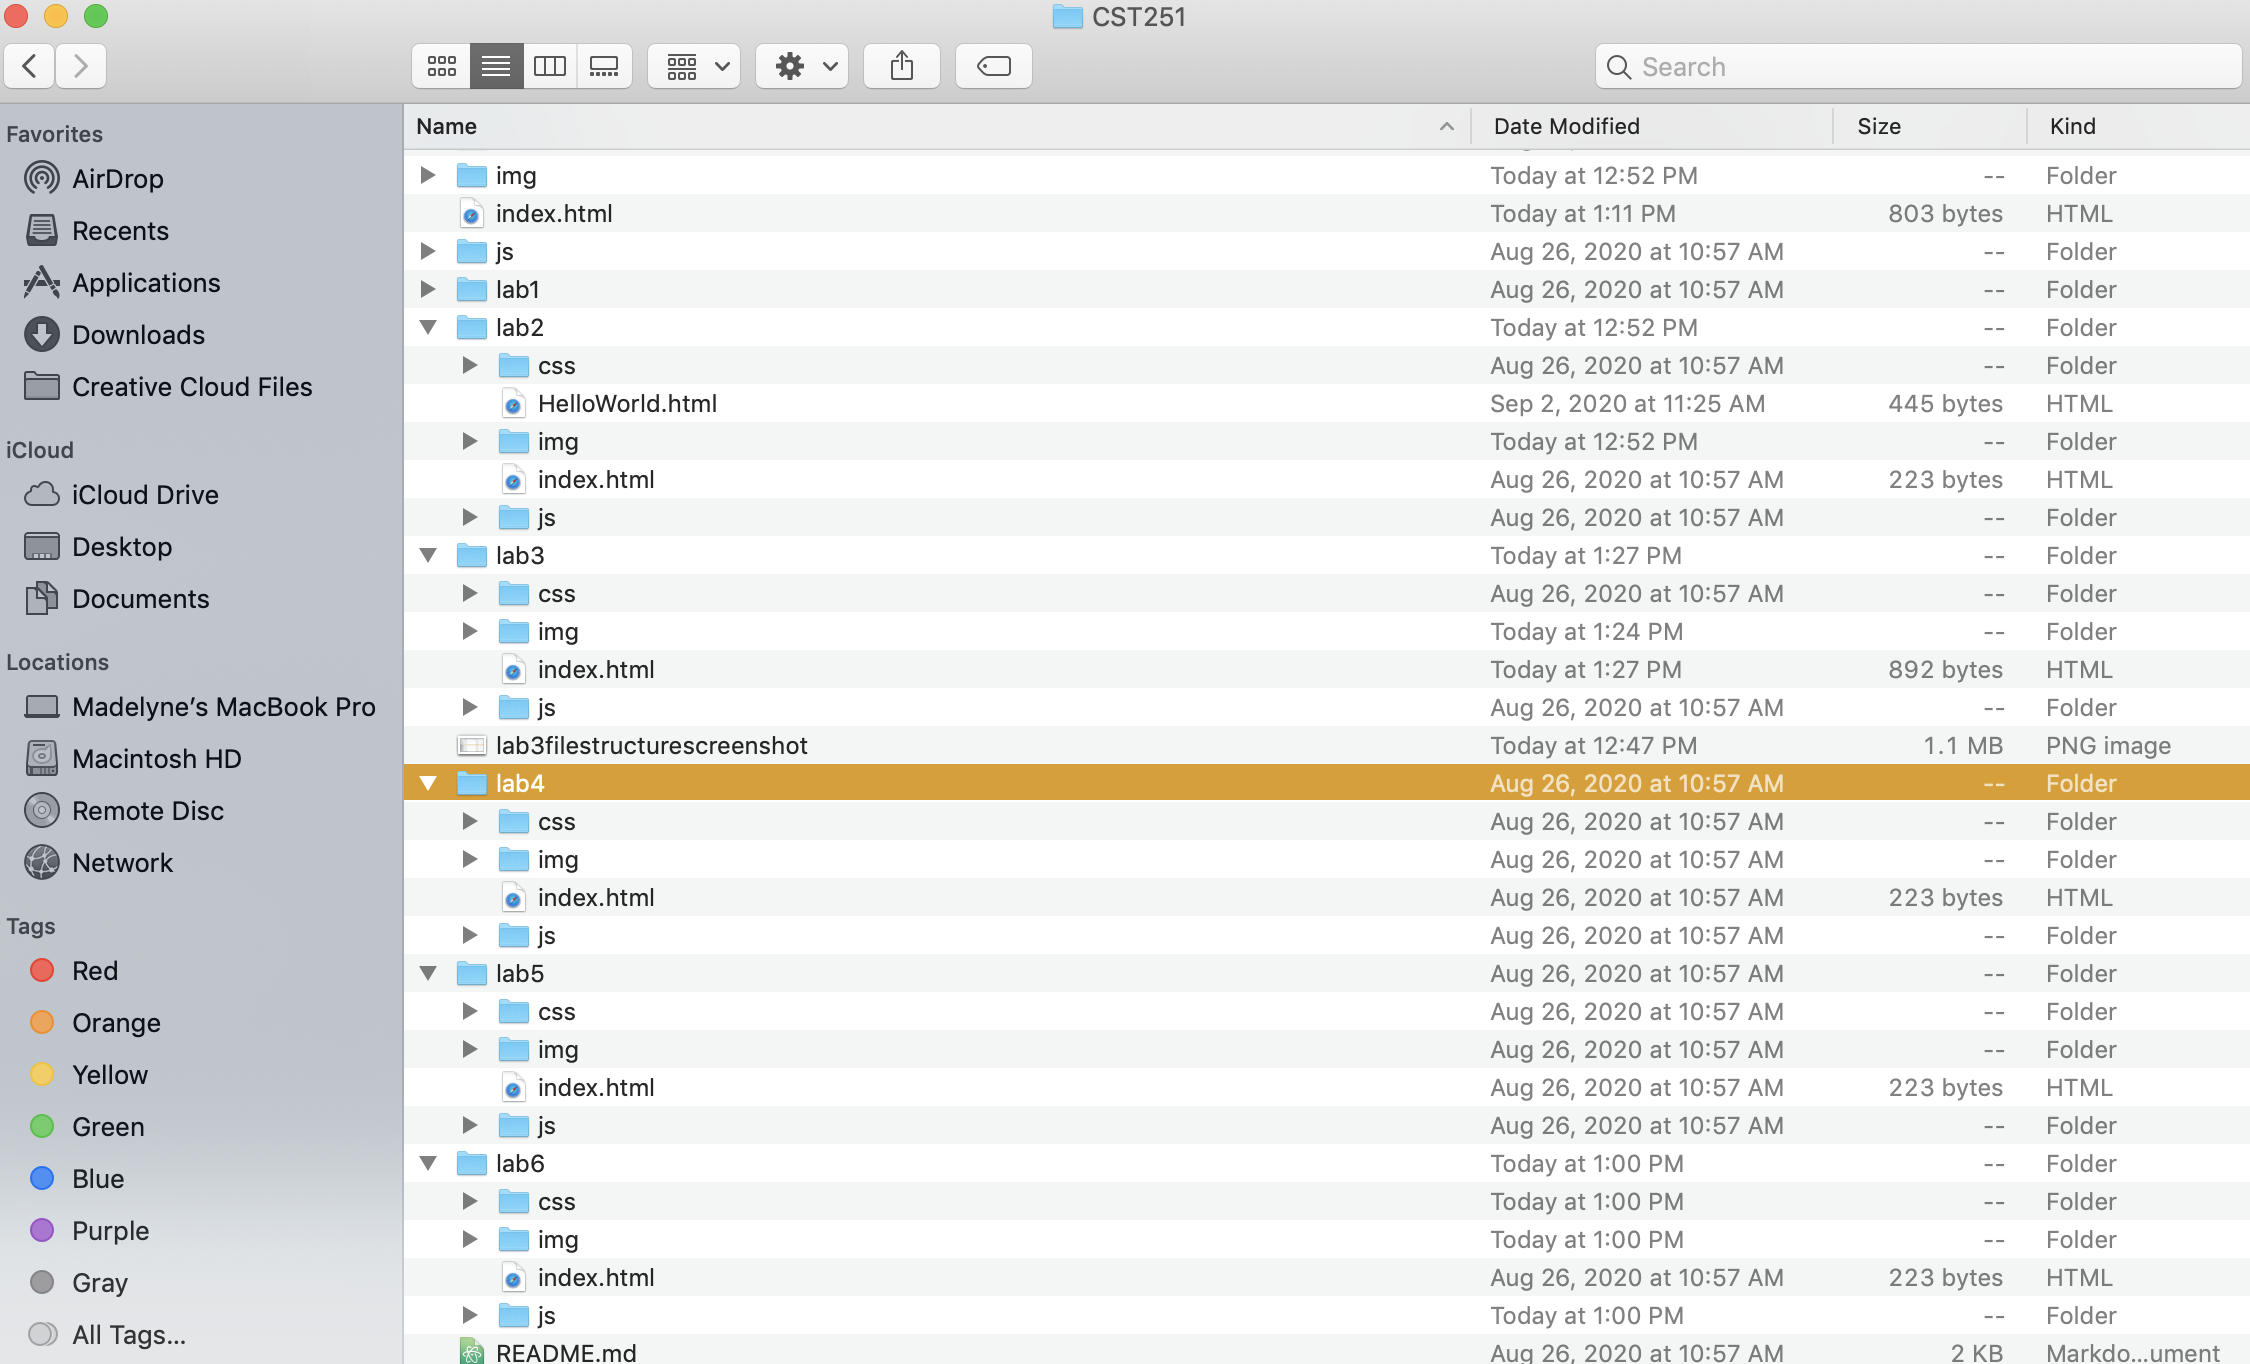 CST251
Search
Favorites
AirDrop
Recents
Applications
Downloads
Creative Cloud Files
iCloud
iCloud Drive
Desktop
Documents
Locations
Madelyne’s MacBook Pro
Macintosh HD
Remote Disc
Network
Tags
Red
Orange
Yellow
Green
Blue
Purple
Gray
All Tags...
Name Date Modified Size Kind
img Today at 12:52 PM -- Folder
index.html Today at 1:11 PM 803 bytes HTML
js Aug 26, 2020 at 10:57 AM -- Folder
lab1 Aug 26, 2020 at 10:57 AM -- Folder
lab2 Today at 12:52 PM -- Folder
css Aug 26, 2020 at 10:57 AM -- Folder
HelloWorld.html Sep 2, 2020 at 11:25 AM 445 bytes HTML
img Today at 12:52 PM -- Folder
index.html Aug 26, 2020 at 10:57 AM 223 bytes HTML
js Aug 26, 2020 at 10:57 AM -- Folder
lab3 Today at 1:27 PM -- Folder
css Aug 26, 2020 at 10:57 AM -- Folder
img Today at 1:24 PM -- Folder
index.html Today at 1:27 PM 892 bytes HTML
js Aug 26, 2020 at 10:57 AM -- Folder
lab3filestructurescreenshot Today at 12:47 PM 1.1 MB PNG image
lab4 Aug 26, 2020 at 10:57 AM -- Folder
css Aug 26, 2020 at 10:57 AM -- Folder
img Aug 26, 2020 at 10:57 AM -- Folder
index.html Aug 26, 2020 at 10:57 AM 223 bytes HTML
js Aug 26, 2020 at 10:57 AM -- Folder
lab5 Aug 26, 2020 at 10:57 AM -- Folder
css Aug 26, 2020 at 10:57 AM -- Folder
img Aug 26, 2020 at 10:57 AM -- Folder
index.html Aug 26, 2020 at 10:57 AM 223 bytes HTML
js Aug 26, 2020 at 10:57 AM -- Folder
lab6 Today at 1:00 PM -- Folder
css Today at 1:00 PM -- Folder
img Today at 1:00 PM -- Folder
index.html Aug 26, 2020 at 10:57 AM 223 bytes HTML
js Today at 1:00 PM -- Folder
README.md Aug 26, 2020 at 10:57 AM 2 KB Markdo...ument